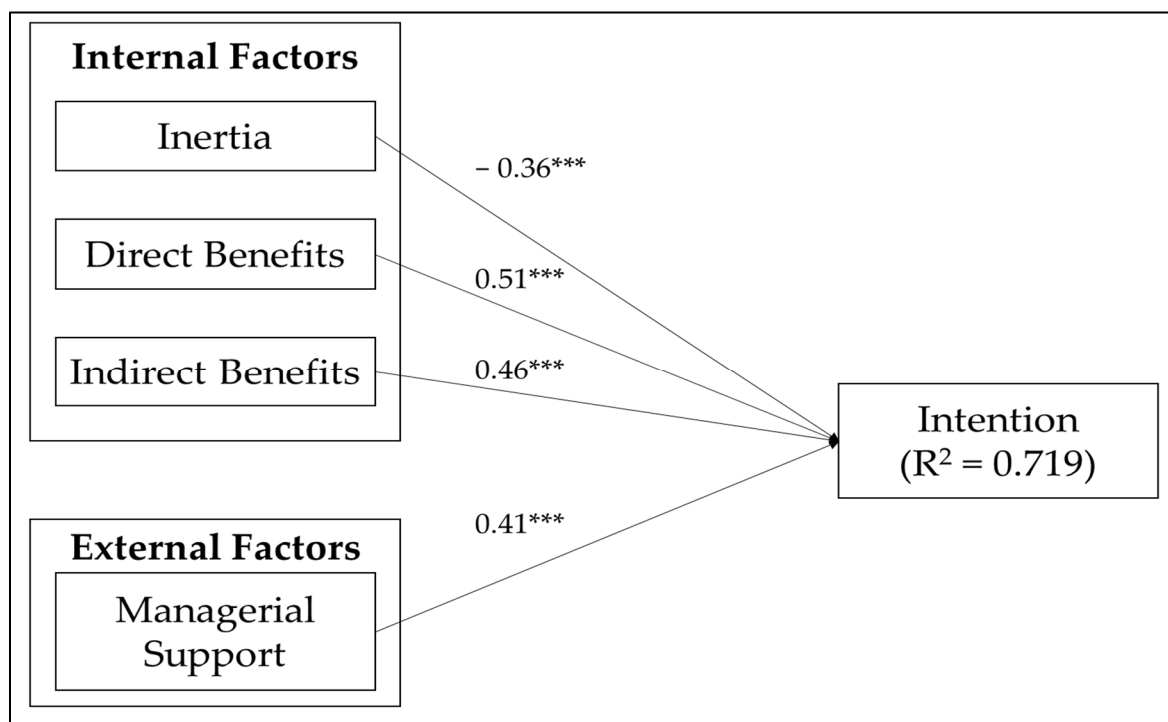 Internal Factors
Inertia
Direct Benefits
Indirect Benefits
External Factors
Managerial
Support
– 0.36***
0.51***
0.46***
0.41***
Intention
(R² = 0.719)